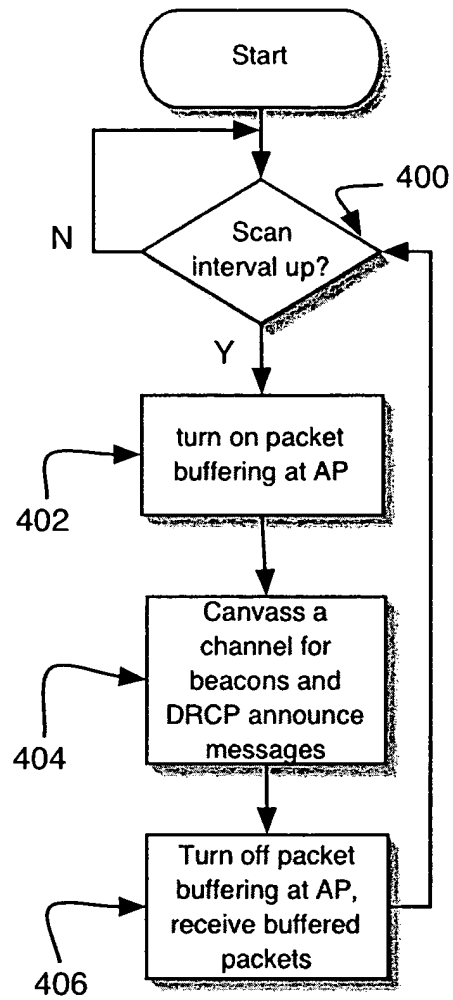 Start
400
N
Scan
interval up?
Y
turn on packet
buffering at AP
402
Canvass a
channel for
beacons and
DRCP announce
messages
404
Turn off packet
buffering at AP,
receive buffered
packets
406